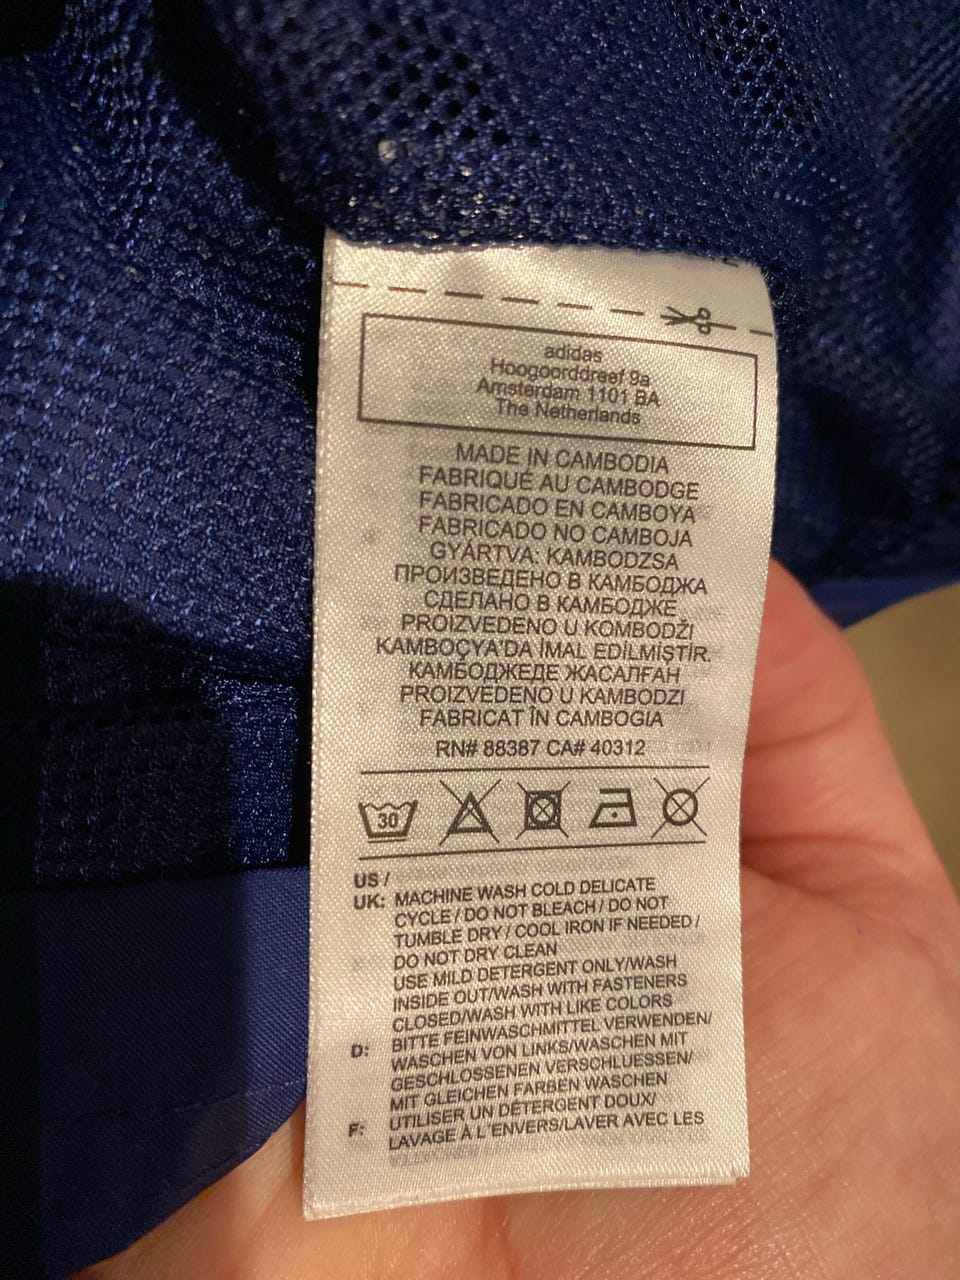 adidas
Hoogoorddreef 9a
Amsterdam 1101 BA
The Netherlands
MADE IN CAMBODIA
FABRIQUÉ AU CAMBODGE
FABRICADO EN CAMBOYA
FABRICADO NO CAMBOJA
GYÁRTVA: KAMBODZSA
ПРОИЗВЕДЕНО В КАМБОДЖА
СДЕЛАНО В КАМБОДЖЕ
PROIZVEDENO U KOMBODŽI
KAMBOÇYA'DA İMAL EDİLMİŞTİR.
КАМБОДЖЕДЕ ЖАСАЛҒАН
PROIZVEDENO U KAMBODZI
FABRICAT ÎN CAMBOGIA
RN# 88387 CA# 40312
30
US /
UK: MACHINE WASH COLD DELICATE
CYCLE / DO NOT BLEACH / DO NOT
TUMBLE DRY / COOL IRON IF NEEDED /
DO NOT DRY CLEAN
USE MILD DETERGENT ONLY/WASH
INSIDE OUT/WASH WITH FASTENERS
CLOSED/WASH WITH LIKE COLORS
D: BITTE FEINWASCHMITTEL VERWENDEN/
WASCHEN VON LINKS/WASCHEN MIT
GESCHLOSSENEN VERSCHLUESSEN/
MIT GLEICHEN FARBEN WASCHEN
F: UTILISER UN DÉTERGENT DOUX/
LAVAGE À L'ENVERS/LAVER AVEC LES